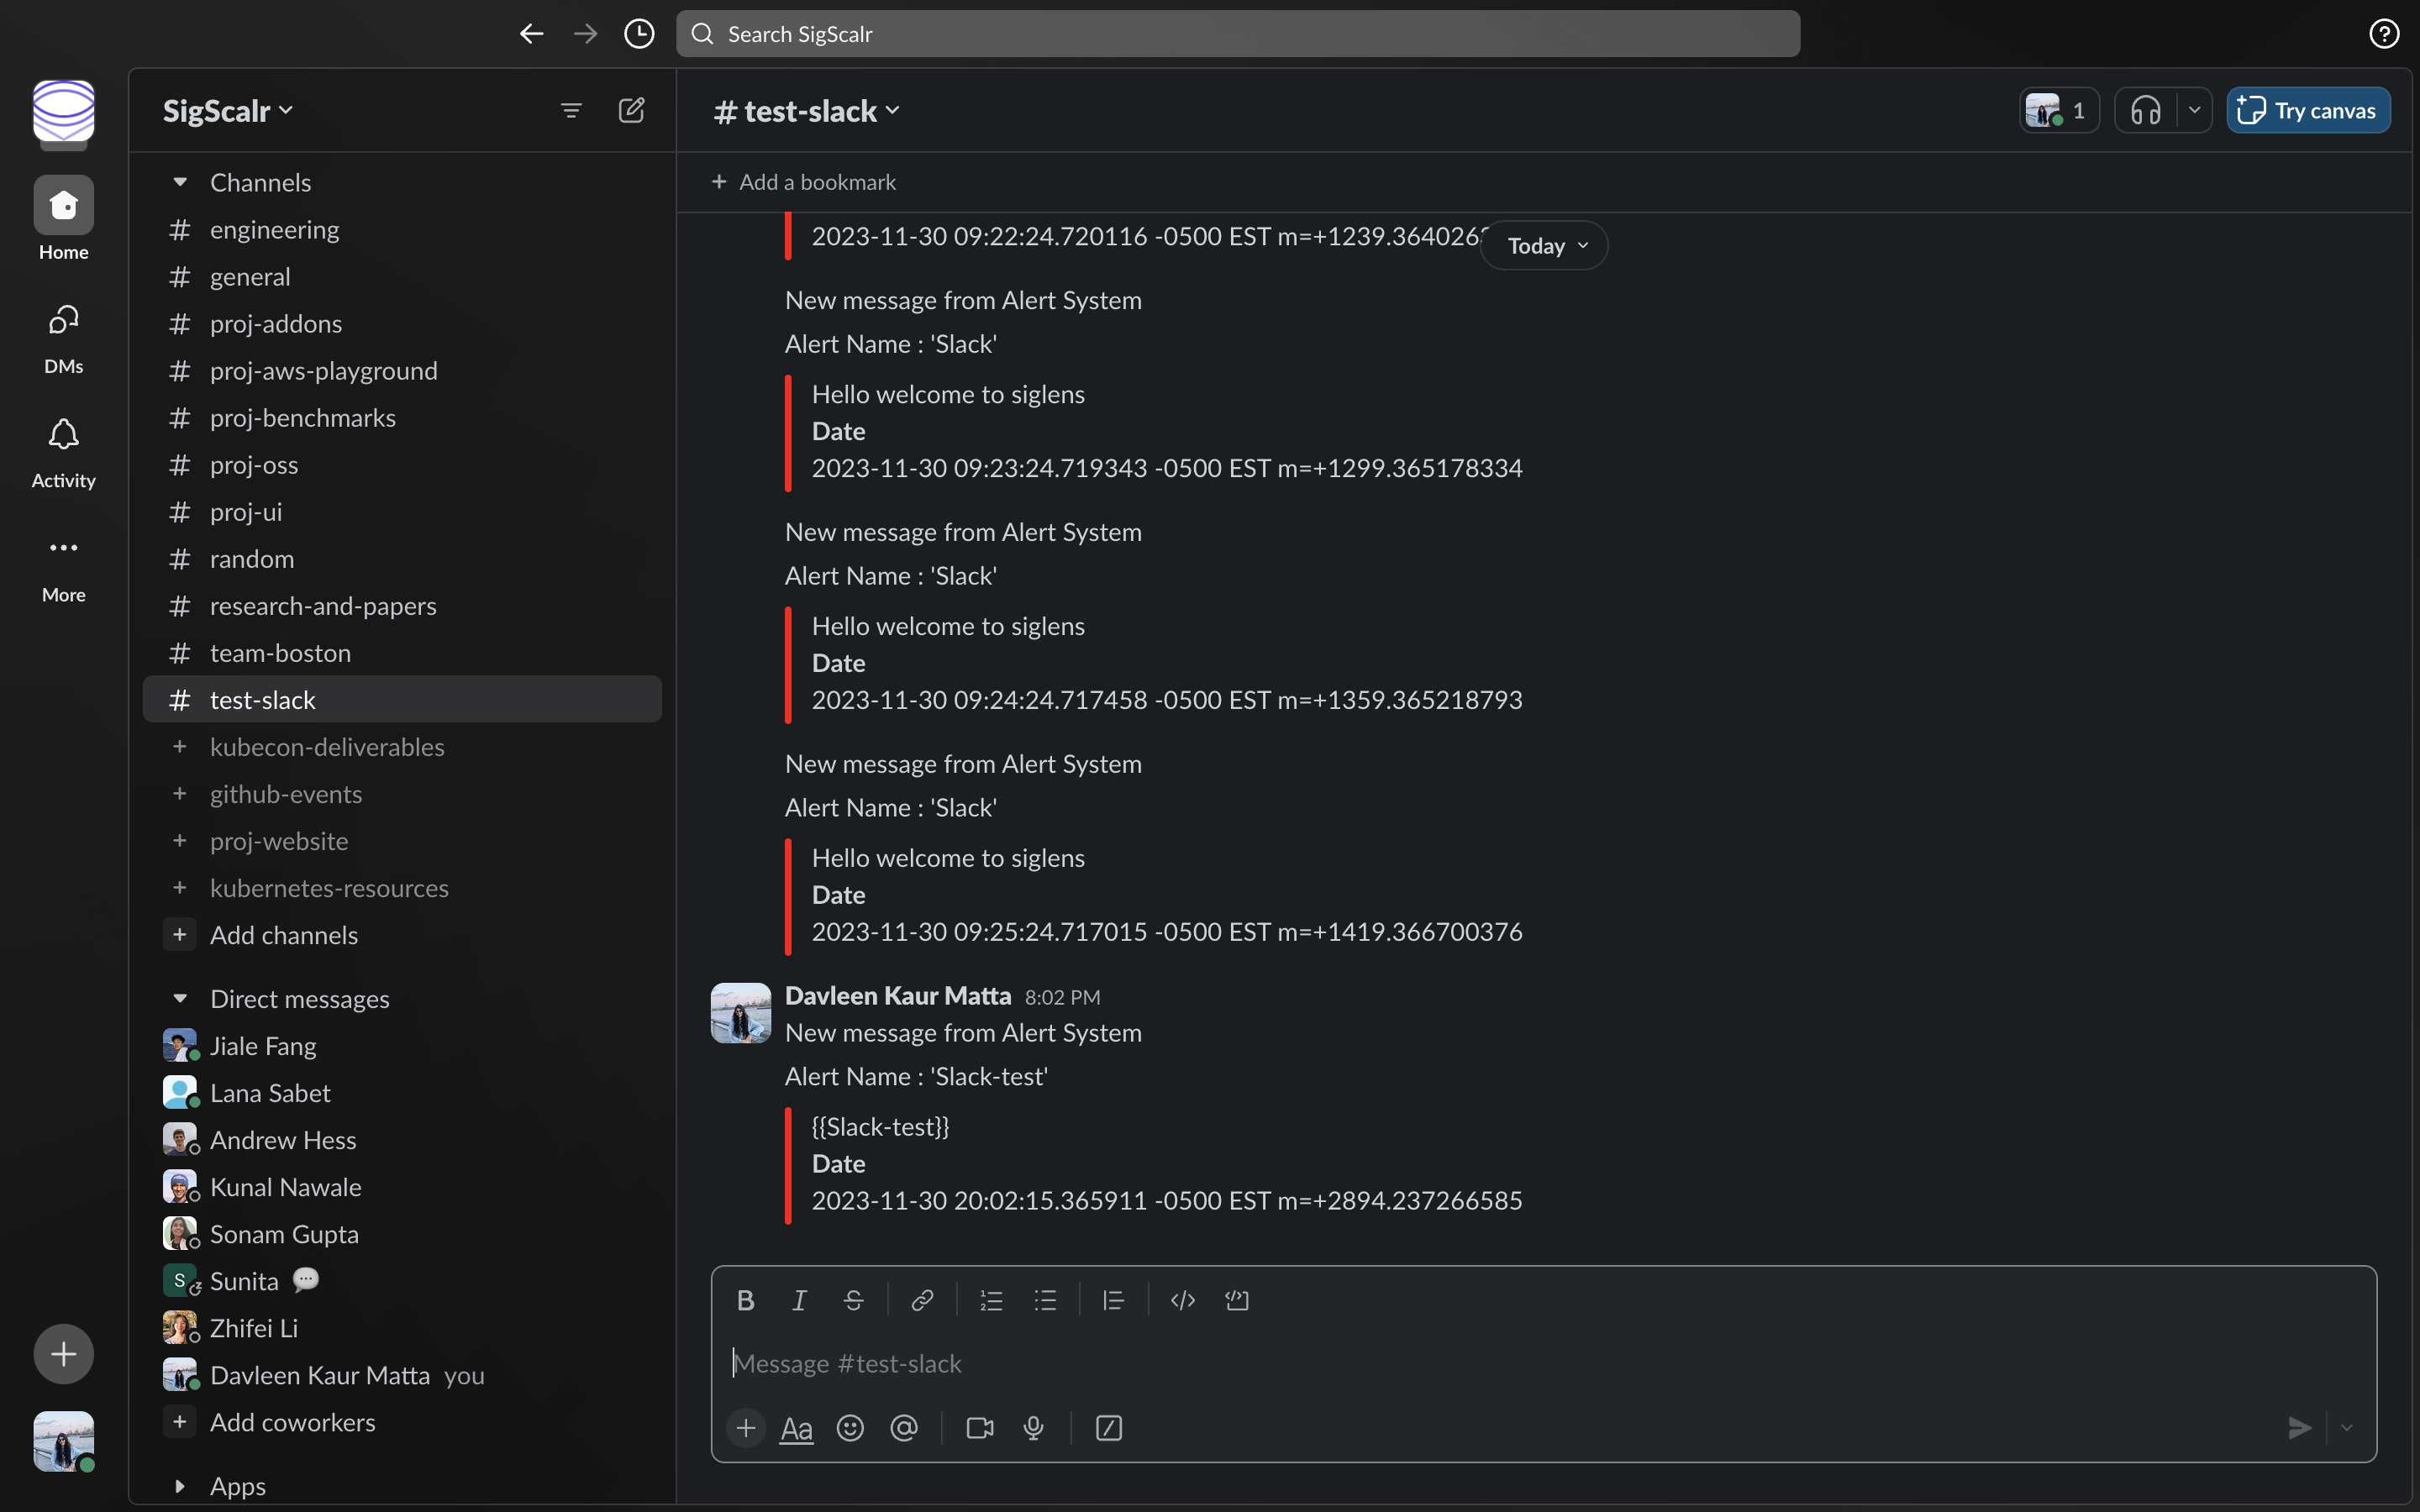 Search SigScalr
SigScalr
Home
DMs
Activity
More
Channels
# engineering
# general
# proj-addons
# proj-aws-playground
# proj-benchmarks
# proj-oss
# proj-ui
# random
# research-and-papers
# team-boston
# test-slack
+ kubecon-deliverables
+ github-events
+ proj-website
+ kubernetes-resources
+ Add channels
Direct messages
Jiale Fang
Lana Sabet
Andrew Hess
Kunal Nawale
Sonam Gupta
S Sunita
Zhifei Li
Davleen Kaur Matta you
+ Add coworkers
Apps
# test-slack
1
Try canvas
+ Add a bookmark
Today
2023-11-30 09:22:24.720116 -0500 EST
New message from Alert System
Alert Name : 'Slack'
Hello welcome to siglens
Date
2023-11-30 09:23:24.719343 -0500 EST m=+1299.365178334
New message from Alert System
Alert Name : 'Slack'
Hello welcome to siglens
Date
2023-11-30 09:24:24.717458 -0500 EST m=+1359.365218793
New message from Alert System
Alert Name : 'Slack'
Hello welcome to siglens
Date
2023-11-30 09:25:24.717015 -0500 EST m=+1419.366700376
Davleen Kaur Matta 8:02 PM
New message from Alert System
Alert Name : 'Slack-test'
{{Slack-test}}
Date
2023-11-30 20:02:15.365911 -0500 EST m=+2894.237266585
B I S
Message #test-slack
Aa